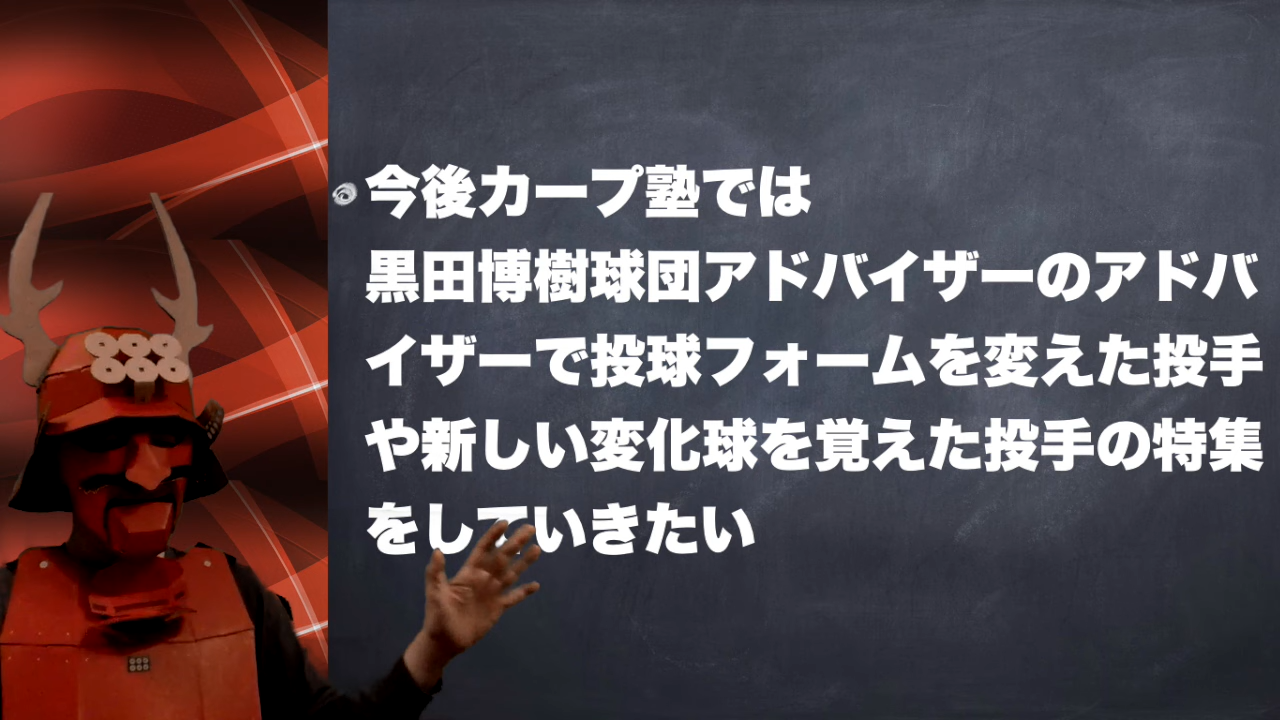 今後カープ塾では
黒田博樹球団アドバイザーのアドバ
イザーで投球フォームを変えた投手
や新しい変化球を覚えた投手の特集
をしていきたい